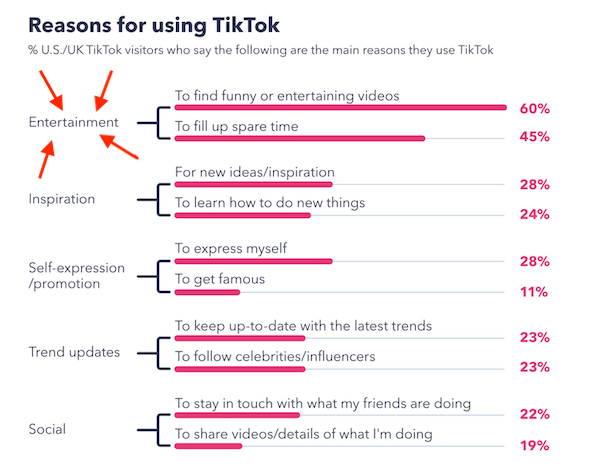 Reasons for using TikTok
% U.S./UK TikTok visitors who say the following are the main reasons they use TikTok
Entertainment
To find funny or entertaining videos
60%
To fill up spare time
45%
Inspiration
For new ideas/inspiration
28%
To learn how to do new things
24%
Self-expression
/promotion
To express myself
28%
To get famous
11%
Trend updates
To keep up-to-date with the latest trends
23%
To follow celebrities/influencers
23%
Social
To stay in touch with what my friends are doing
22%
To share videos/details of what I'm doing
19%